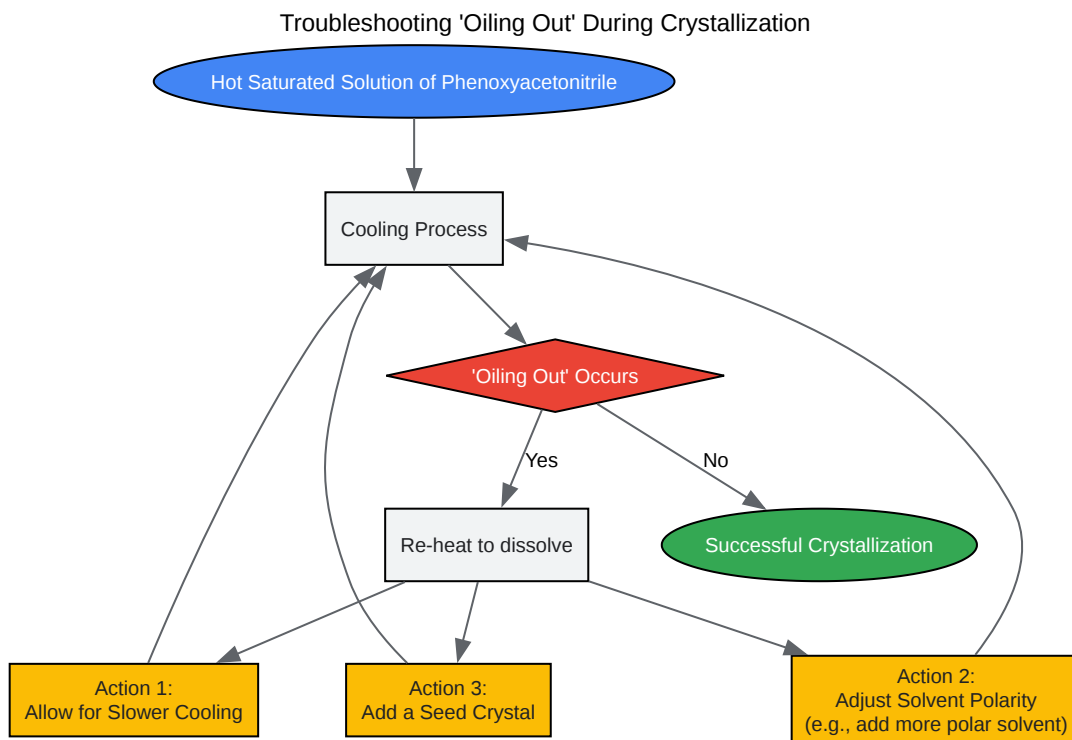 Troubleshooting 'Oiling Out' During Crystallization
Hot Saturated Solution of Phenoxyacetonitrile
Cooling Process
'Oiling Out' Occurs
Yes
No
Re-heat to dissolve
Successful Crystallization
Action 1:
Allow for Slower Cooling
Action 3:
Add a Seed Crystal
Action 2:
Adjust Solvent Polarity
(e.g., add more polar solvent)